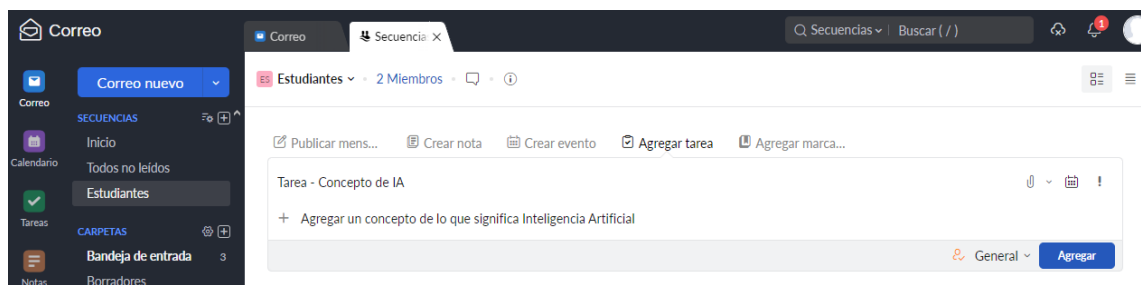 Correo
Correo
Secuencia
Secuencias
Buscar ( / )
1
Correo
Correo nuevo
ES Estudiantes
2 Miembros
SECUENCIAS
Inicio
Calendario
Todos no leídos
Estudiantes
Publicar mens...
Crear nota
Crear evento
Agregar tarea
Agregar marca...
Tarea - Concepto de IA
Tareas
Agregar un concepto de lo que significa Inteligencia Artificial
CARPETAS
Bandeja de entrada 3
General
Agregar
Notas
Borradores